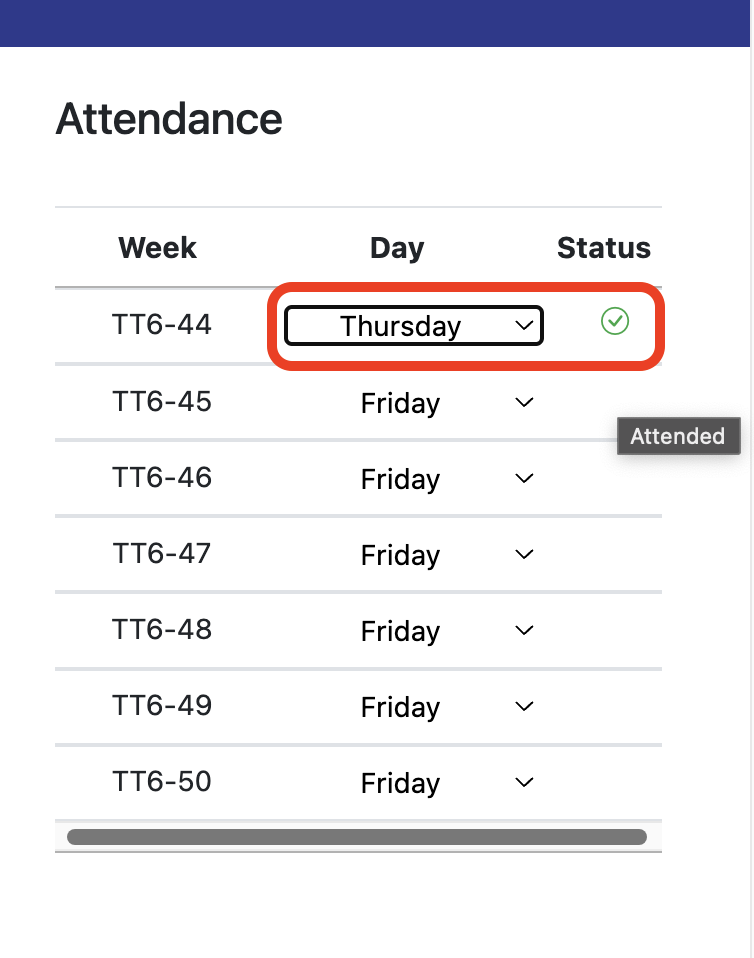 Attendance
Week Day Status
TT6-44 Thursday
TT6-45 Friday
Attended
TT6-46 Friday
TT6-47 Friday
TT6-48 Friday
TT6-49 Friday
TT6-50 Friday